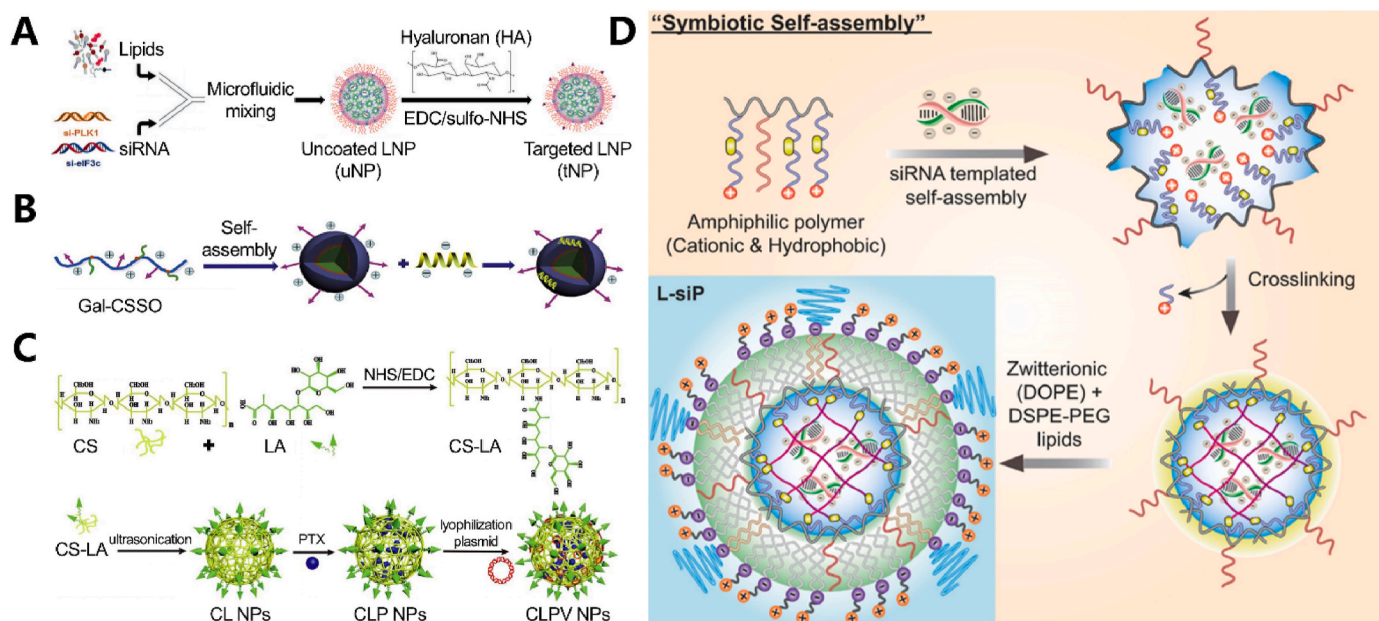 A
Lipids
si-PLK1
si-eIF3c
siRNA
Microfluidic
mixing
Uncoated LNP
(uNP)
Hyaluronan (HA)
EDC/sulfo-NHS
Targeted LNP
(tNP)
B
Gal-CSSO
Self-
assembly
C
CS
+
LA
NHS/EDC
CS-LA
CS-LA
ultrasonication
CL NPs
PTX
CLP NPs
lyophilization
plasmid
CLPV NPs
D
"Symbiotic Self-assembly"
Amphiphilic polymer
(Cationic & Hydrophobic)
siRNA templated
self-assembly
Crosslinking
Zwitterionic
(DOPE) +
DSPE-PEG
lipids
L-siP